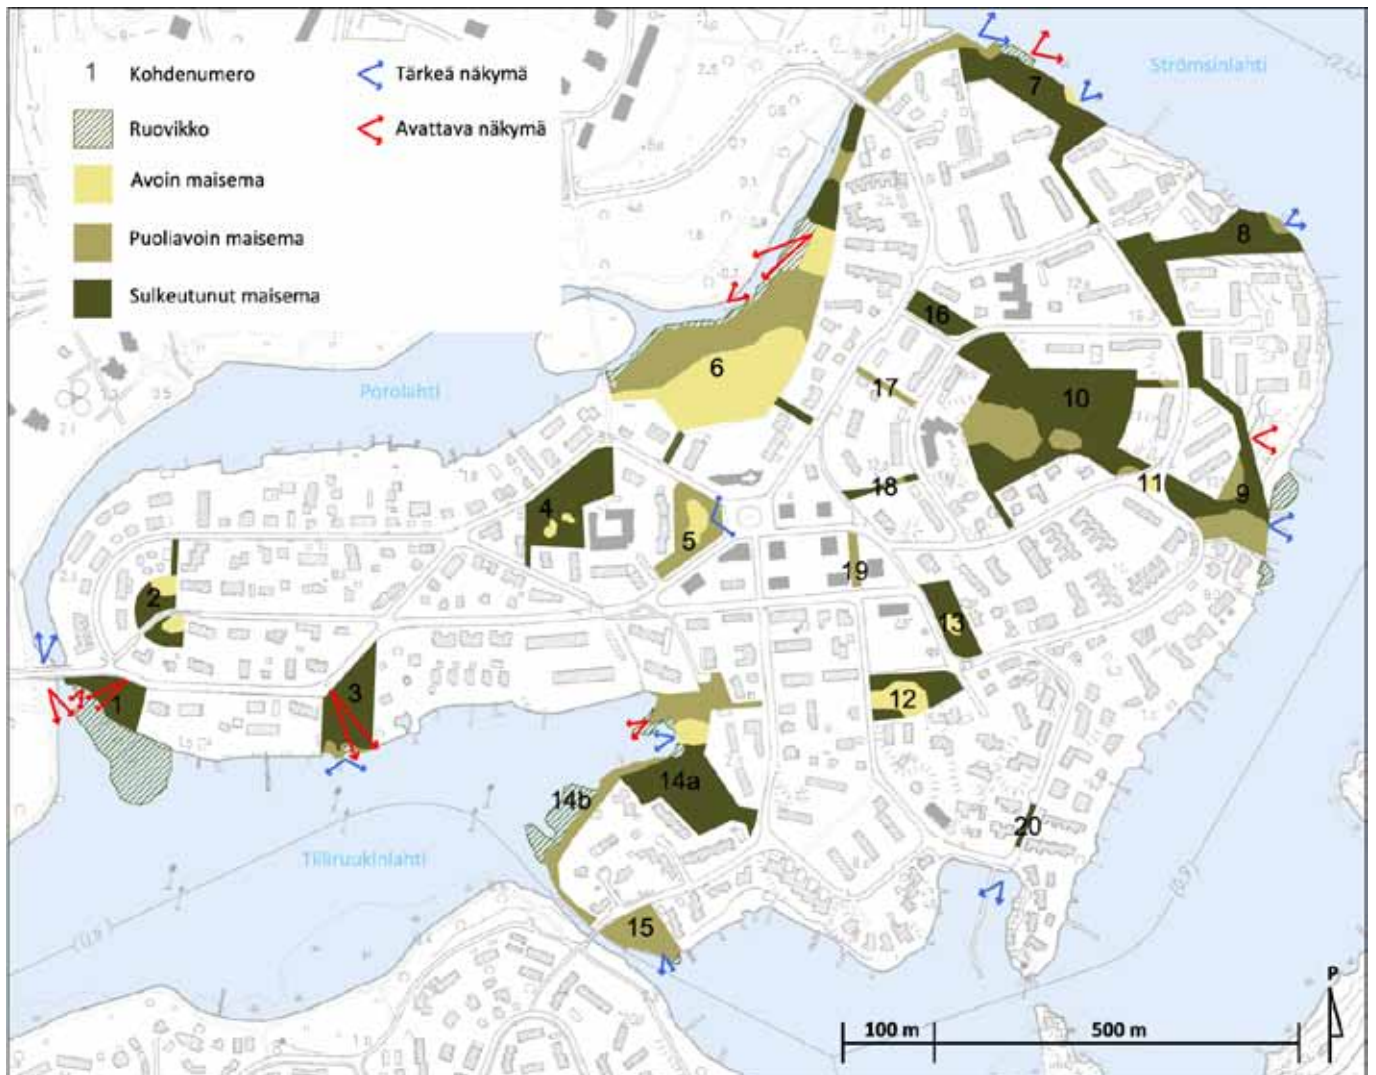 1 Kohdenumero
Ruovikko
Avoin maisema
Puoliavoin maisema
Sulkeutunut maisema
Tärkeä näkymä
Avattava näkymä
Strömsinlahti
7
8
16
6
17
10
Porolahti
18
11
9
4
5
19
2
13
3
1
12
14a
14b
20
Tiiliruukinlahti
15
P
100 m 500 m